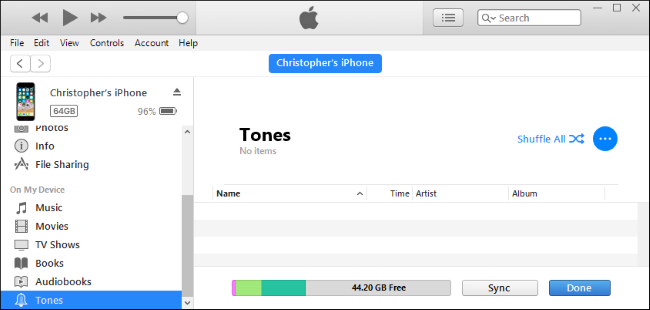 Search
File Edit View Controls Account Help
Christopher's iPhone
Christopher's iPhone
64GB 96%
Photos
Info
File Sharing
On My Device
Music
Movies
TV Shows
Books
Audiobooks
Tones
Tones
No items
Shuffle All
Name Time Artist Album
44.20 GB Free Sync Done